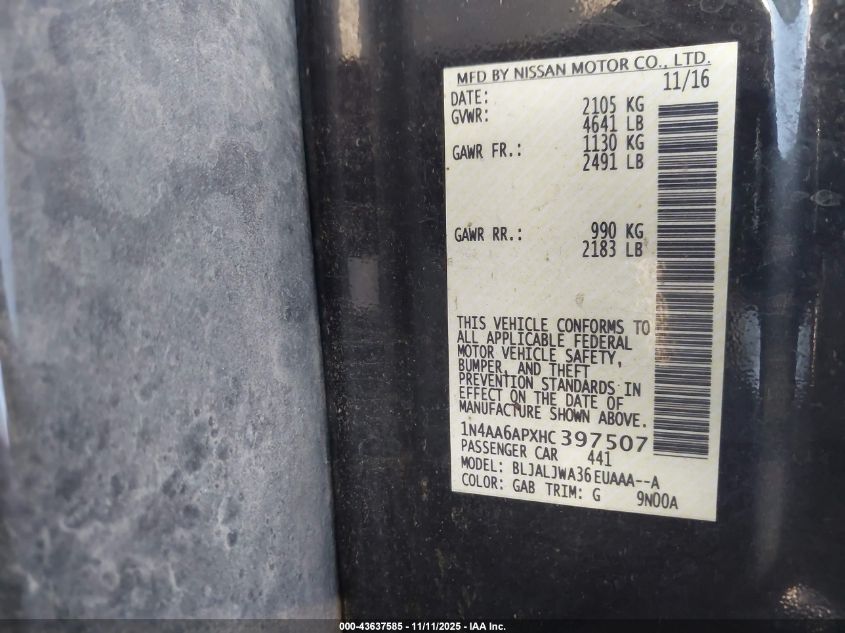 MFD BY NISSAN MOTOR CO., LTD.
DATE: 11/16
GVWR: 2105 KG
4641 LB
GAWR FR.: 1130 KG
2491 LB
GAWR RR.: 990 KG
2183 LB
THIS VEHICLE CONFORMS TO
ALL APPLICABLE FEDERAL
MOTOR VEHICLE SAFETY,
BUMPER, AND THEFT
PREVENTION STANDARDS IN
EFFECT ON THE DATE OF
MANUFACTURE SHOWN ABOVE.
1N4AA6APXHC397507
PASSENGER CAR 441
MODEL: BLJALJWA36EUAAA--A
COLOR: GAB TRIM: G 9N00A
000-43637585 - 11/11/2025 - IAA Inc.